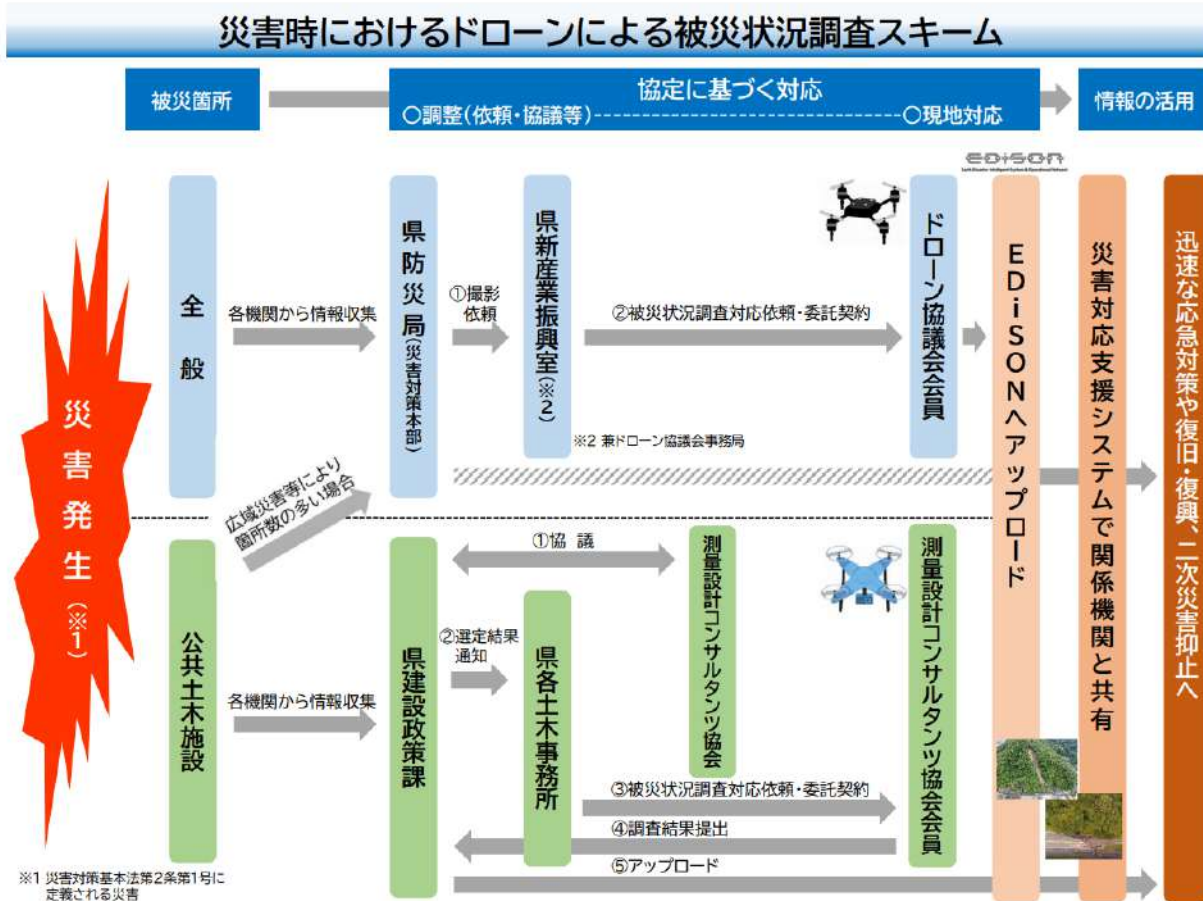 災害時におけるドローンによる被災状況調査スキーム
被災箇所
協定に基づく対応
○調整(依頼・協議等)
○現地対応
情報の活用
EDiSON
災害発生(※1)
全般
各機関から情報収集
県防災局(災害対策本部)
①撮影
依頼
県新産業振興室(※2)
②被災状況調査対応依頼・委託契約
※2 兼ドローン協議会事務局
ドローン協議会会員
EDiSONへアップロード
災害対応支援システムで関係機関と共有
迅速な応急対策や復旧・復興、二次災害抑止へ
広域災害等により
箇所数の多い場合
公共土木施設
各機関から情報収集
県建設政策課
①協 議
②選定結果
通知
県各土木事務所
測量設計コンサルタンツ協会
測量設計コンサルタンツ協会会員
③被災状況調査対応依頼・委託契約
④調査結果提出
⑤アップロード
※1 災害対策基本法第2条第1号に
定義される災害